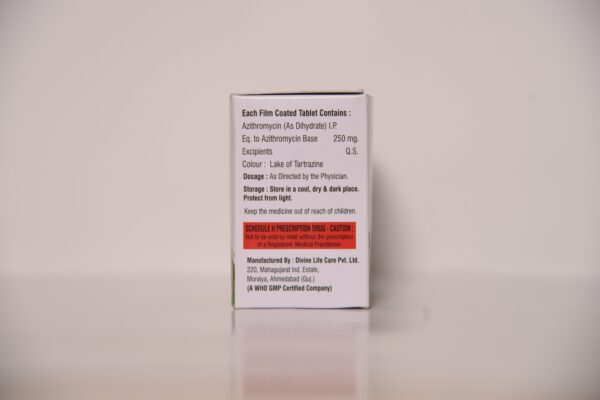 Each Film Coated Tablet Contains :
Azithromycin (As Dihydrate) I.P.
Eq. to Azithromycin Base 250 mg.
Excipients Q.S.
Colour : Lake of Tartrazine
Dosage : As Directed by the Physician.
Storage : Store in a cool, dry & dark place.
Protect from light.
Keep the medicine out of reach of children.
SCHEDULE H PRESCRIPTION DRUG - CAUTION :
Not to be sold by retail without the prescription
of a Registered Medical Practitioner.
Manufactured By : Divine Life Care Pvt. Ltd.
220, Mahagujarat Ind. Estate,
Moraiya, Ahmedabad (Guj.)
(A WHO GMP Certified Company)